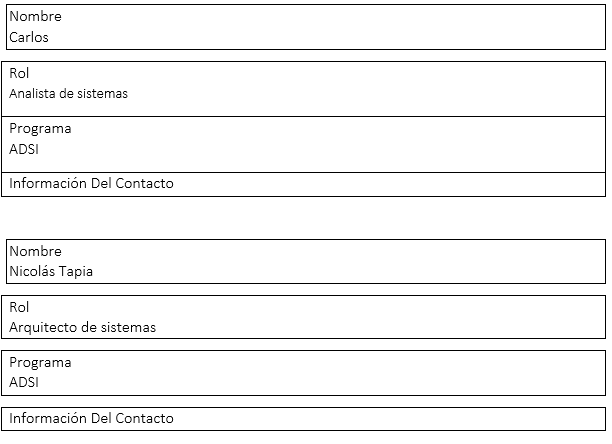 Nombre
Carlos
Rol
Analista de sistemas
Programa
ADSI
Información Del Contacto
Nombre
Nicolás Tapia
Rol
Arquitecto de sistemas
Programa
ADSI
Información Del Contacto